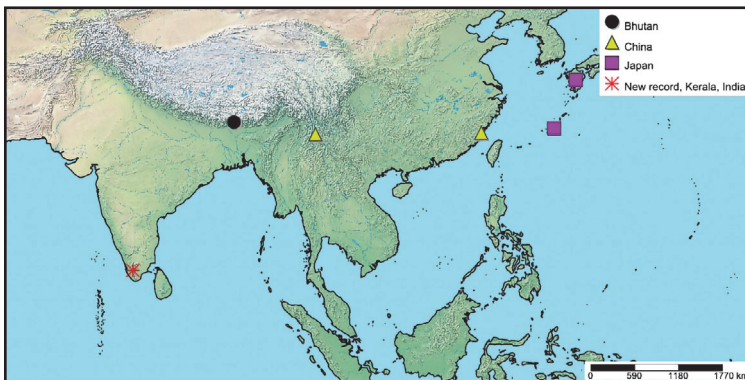 Bhutan
China
Japan
New record, Kerala, India
0 590 1180 1770 km